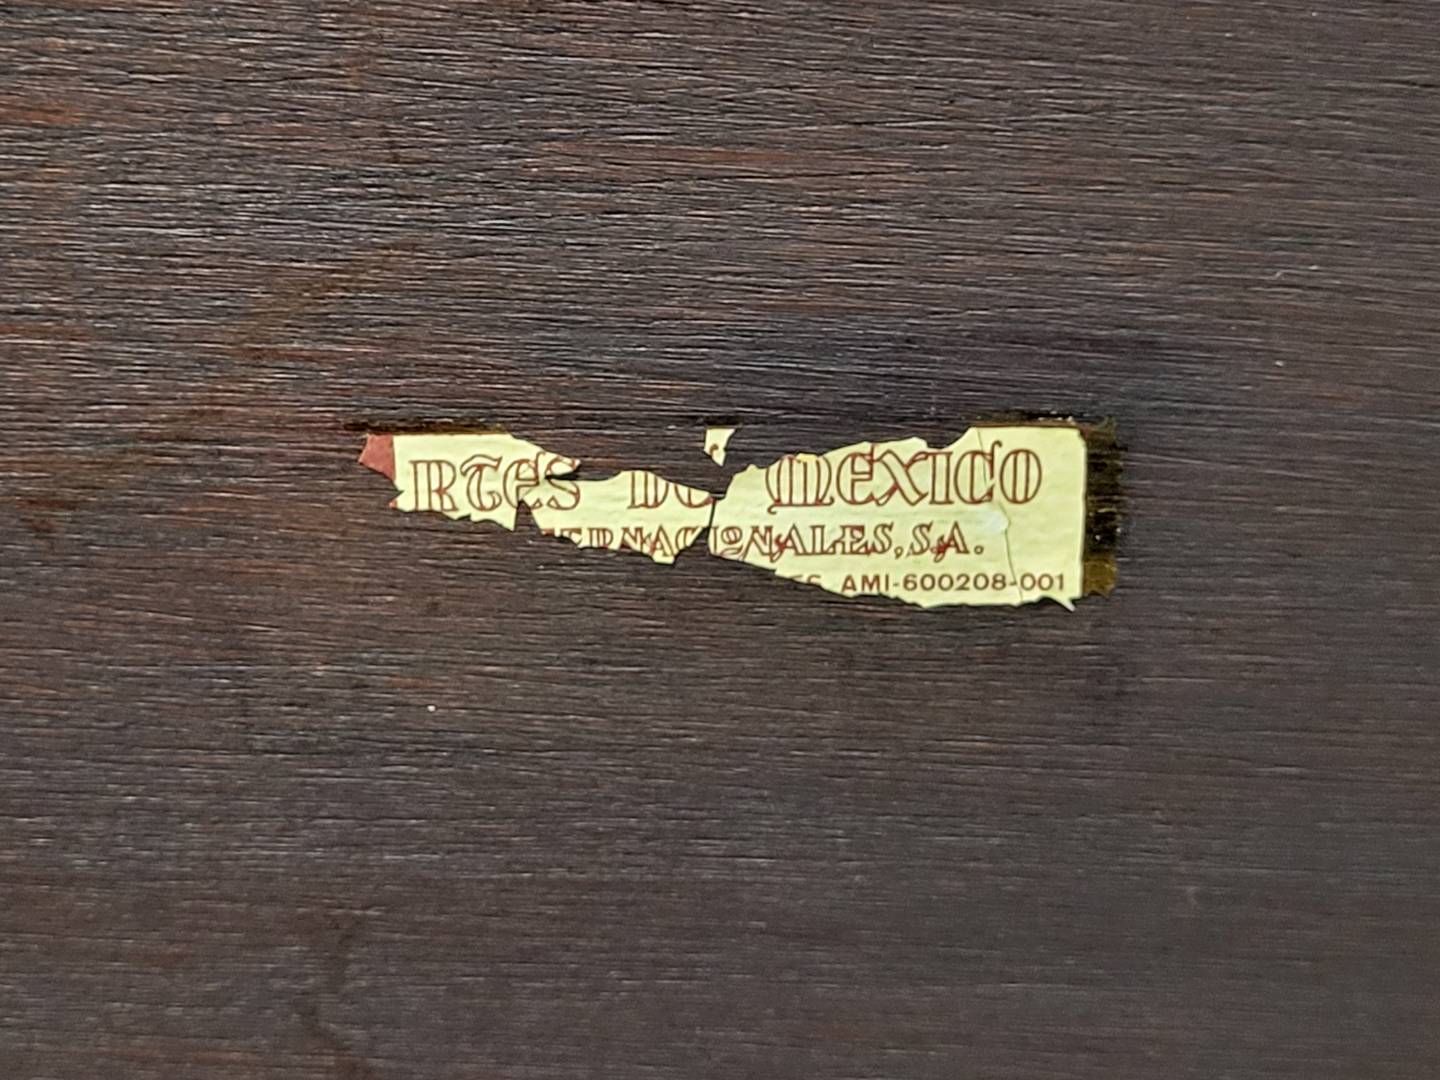 RTES DE MEXICO
ERNACIONALES, S.A.
AMI-600208-001